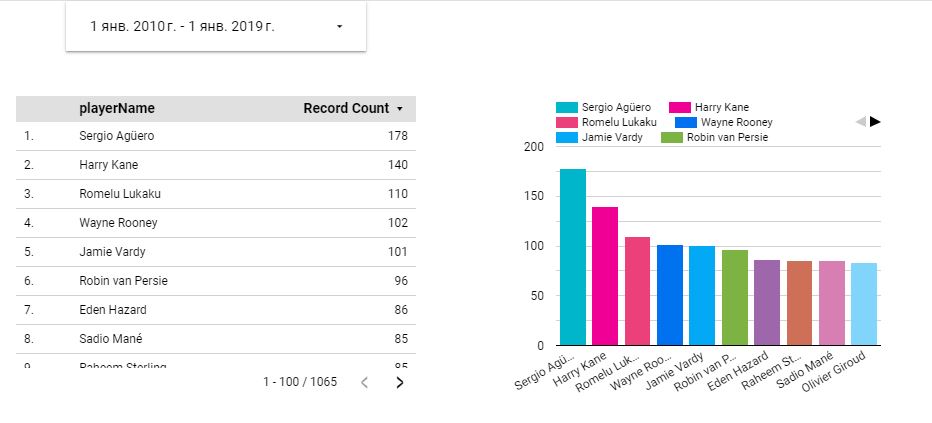 1 янв. 2010 г. - 1 янв. 2019 г.
playerName Record Count
1. Sergio Agüero 178
2. Harry Kane 140
3. Romelu Lukaku 110
4. Wayne Rooney 102
5. Jamie Vardy 101
6. Robin van Persie 96
7. Eden Hazard 86
8. Sadio Mané 85
9. Raheem Sterling 85
1 - 100 / 1065
Sergio Agüero Harry Kane
Romelu Lukaku Wayne Rooney
Jamie Vardy Robin van Persie
200
150
100
50
0
Sergio Agü...
Harry Kane
Romelu Luk...
Wayne Roo...
Jamie Vardy
Robin van P...
Eden Hazard
Raheem St...
Sadio Mané
Olivier Giroud